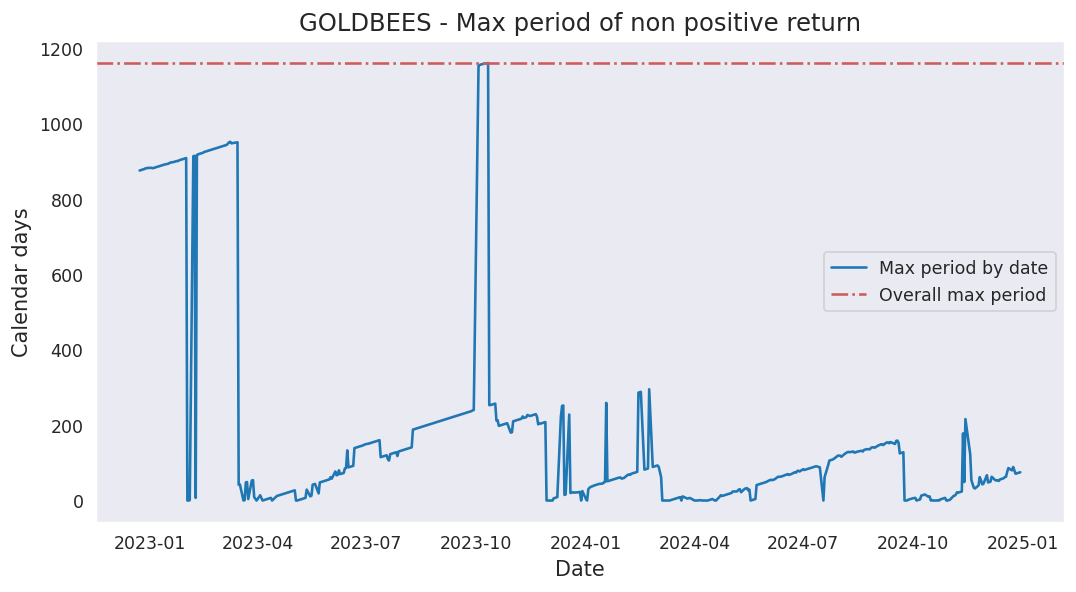 GOLDBEES - Max period of non positive return
Calendar days
1200
1000
800
600
400
200
0
Max period by date
Overall max period
2023-01 2023-04 2023-07 2023-10 2024-01 2024-04 2024-07 2024-10 2025-01
Date